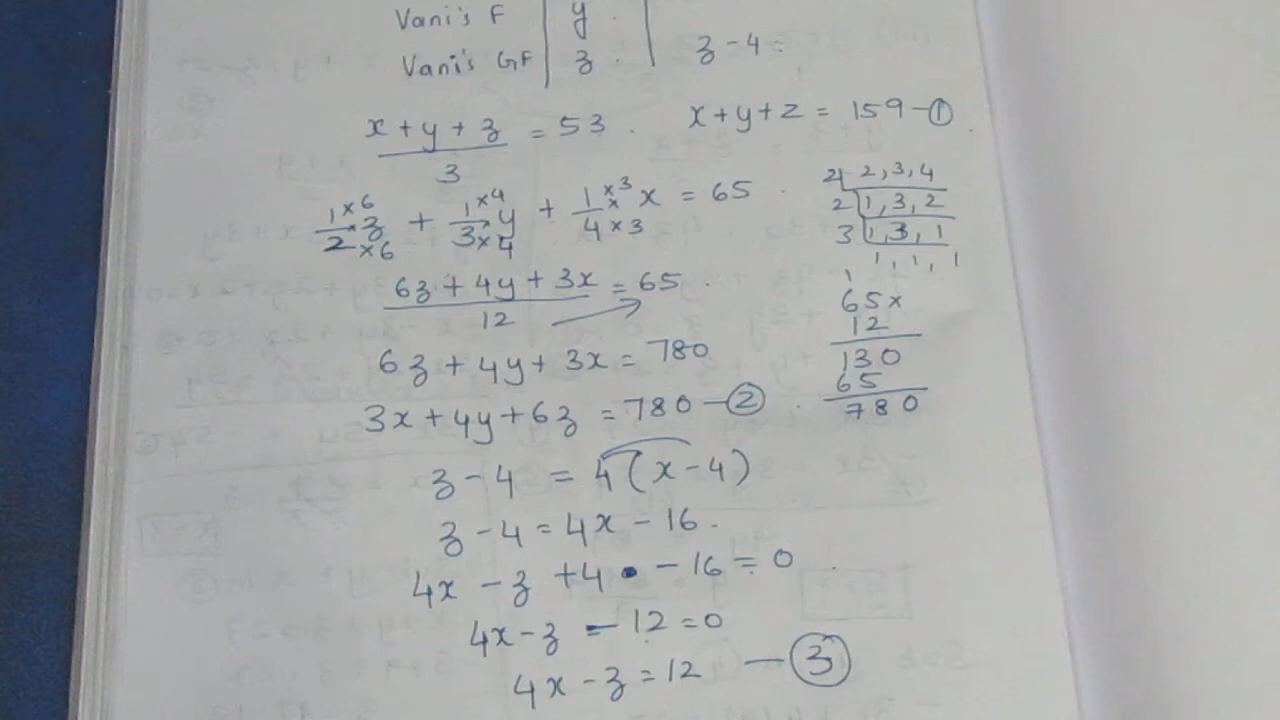 Vani's F | y |
Vani's GF | z . | z - 4 =
x + y + z / 3 = 53 . x + y + z = 159 - ①
1×6 / 2×6 z + 1×4 / 3×4 y + 1×3 / 4×3 x = 65 .
6z + 4y + 3x / 12 = 65 .
6z + 4y + 3x = 780
3x + 4y + 6z = 780 - ② .
z - 4 = 4(x - 4)
z - 4 = 4x - 16 .
4x - z + 4 - 16 = 0 .
4x - z - 12 = 0
4x - z = 12 - ③
2 | 2, 3, 4
2 | 1, 3, 2
3 | 1, 3, 1
1, 1, 1
1
65 ×
12
130
65
780